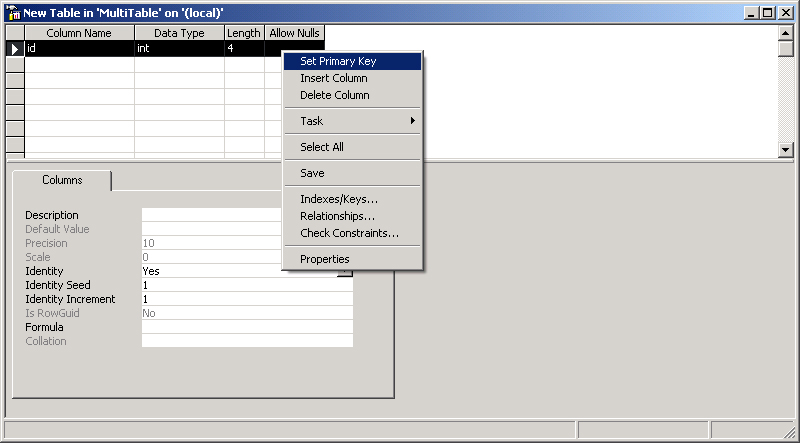 New Table in 'MultiTable' on '(local)'
Column Name Data Type Length Allow Nulls
id int 4
Set Primary Key
Insert Column
Delete Column
Task
Select All
Save
Indexes/Keys...
Relationships...
Check Constraints...
Properties
Columns
Description
Default Value
Precision 10
Scale 0
Identity Yes
Identity Seed 1
Identity Increment 1
Is RowGuid No
Formula
Collation